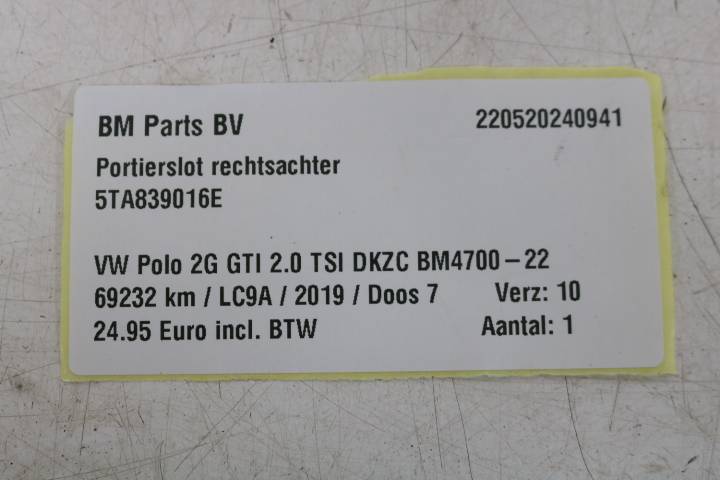 BM Parts BV 220520240941
Portierslot rechtsachter
5TA839016E
VW Polo 2G GTI 2.0 TSI DKZC BM4700-22
69232 km / LC9A / 2019 / Doos 7 Verz: 10
24.95 Euro incl. BTW Aantal: 1